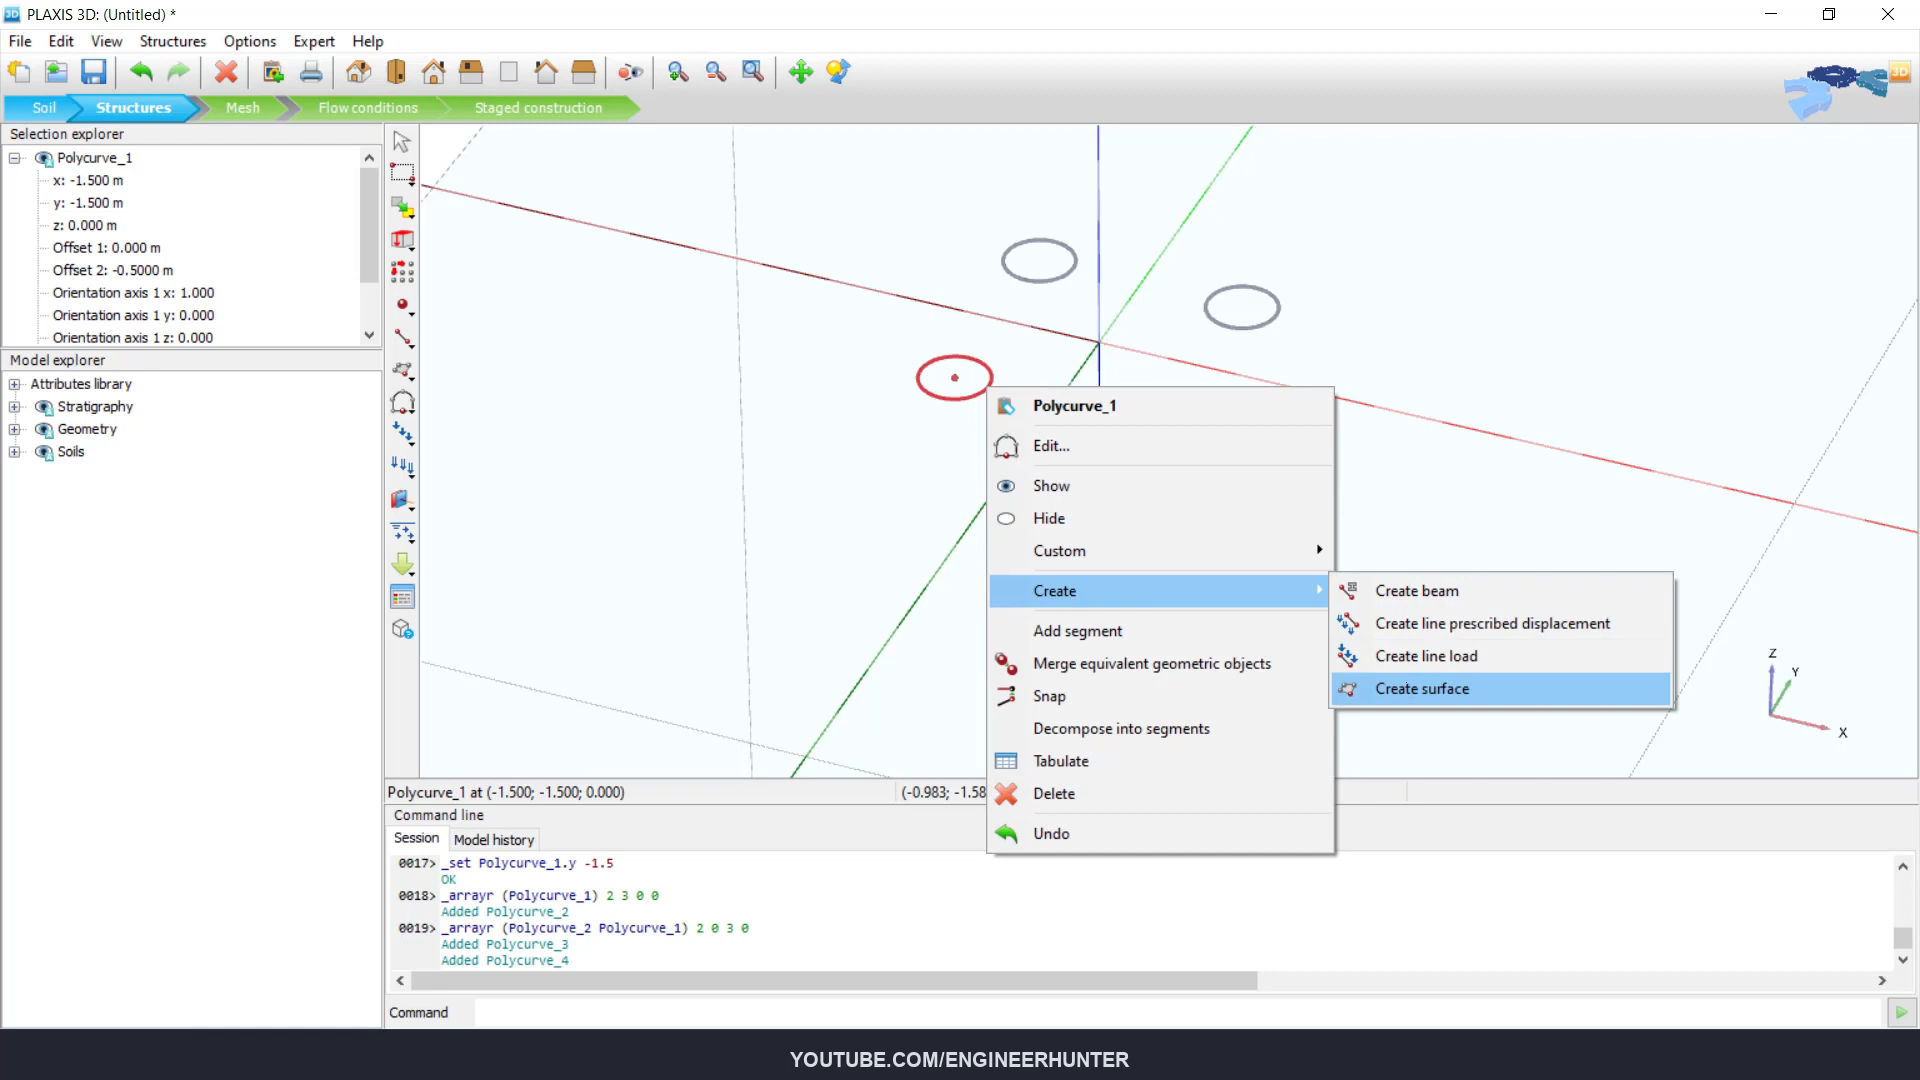 PLAXIS 3D: (Untitled) *
File Edit View Structures Options Expert Help
Soil Structures Mesh Flow conditions Staged construction
Selection explorer
Polycurve_1
x: -1.500 m
y: -1.500 m
z: 0.000 m
Offset 1: 0.000 m
Offset 2: -0.5000 m
Orientation axis 1 x: 1.000
Orientation axis 1 y: 0.000
Orientation axis 1 z: 0.000
Model explorer
Attributes library
Stratigraphy
Geometry
Soils
Polycurve_1
Edit...
Show
Hide
Custom
Create
Add segment
Merge equivalent geometric objects
Snap
Decompose into segments
Tabulate
Delete
Undo
Create beam
Create line prescribed displacement
Create line load
Create surface
Z
Y
X
Polycurve_1 at (-1.500; -1.500; 0.000)
(-0.983; -1.58
Command line
Session Model history
0017> _set Polycurve_1.y -1.5
OK
0018> _arrayr (Polycurve_1) 2 3 0 0
Added Polycurve_2
0019> _arrayr (Polycurve_2 Polycurve_1) 2 0 3 0
Added Polycurve_3
Added Polycurve_4
Command
YOUTUBE.COM/ENGINEERHUNTER
3D
3D